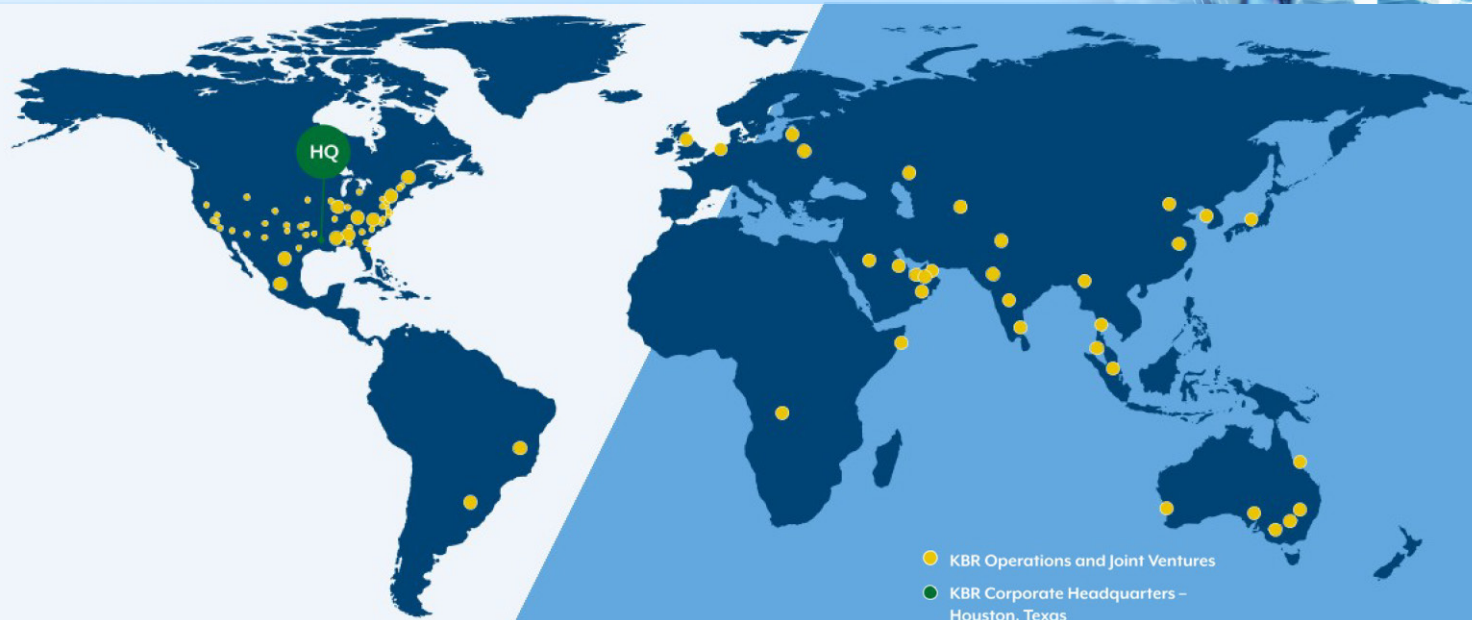 HQ
KBR Operations and Joint Ventures
KBR Corporate Headquarters –
Houston, Texas